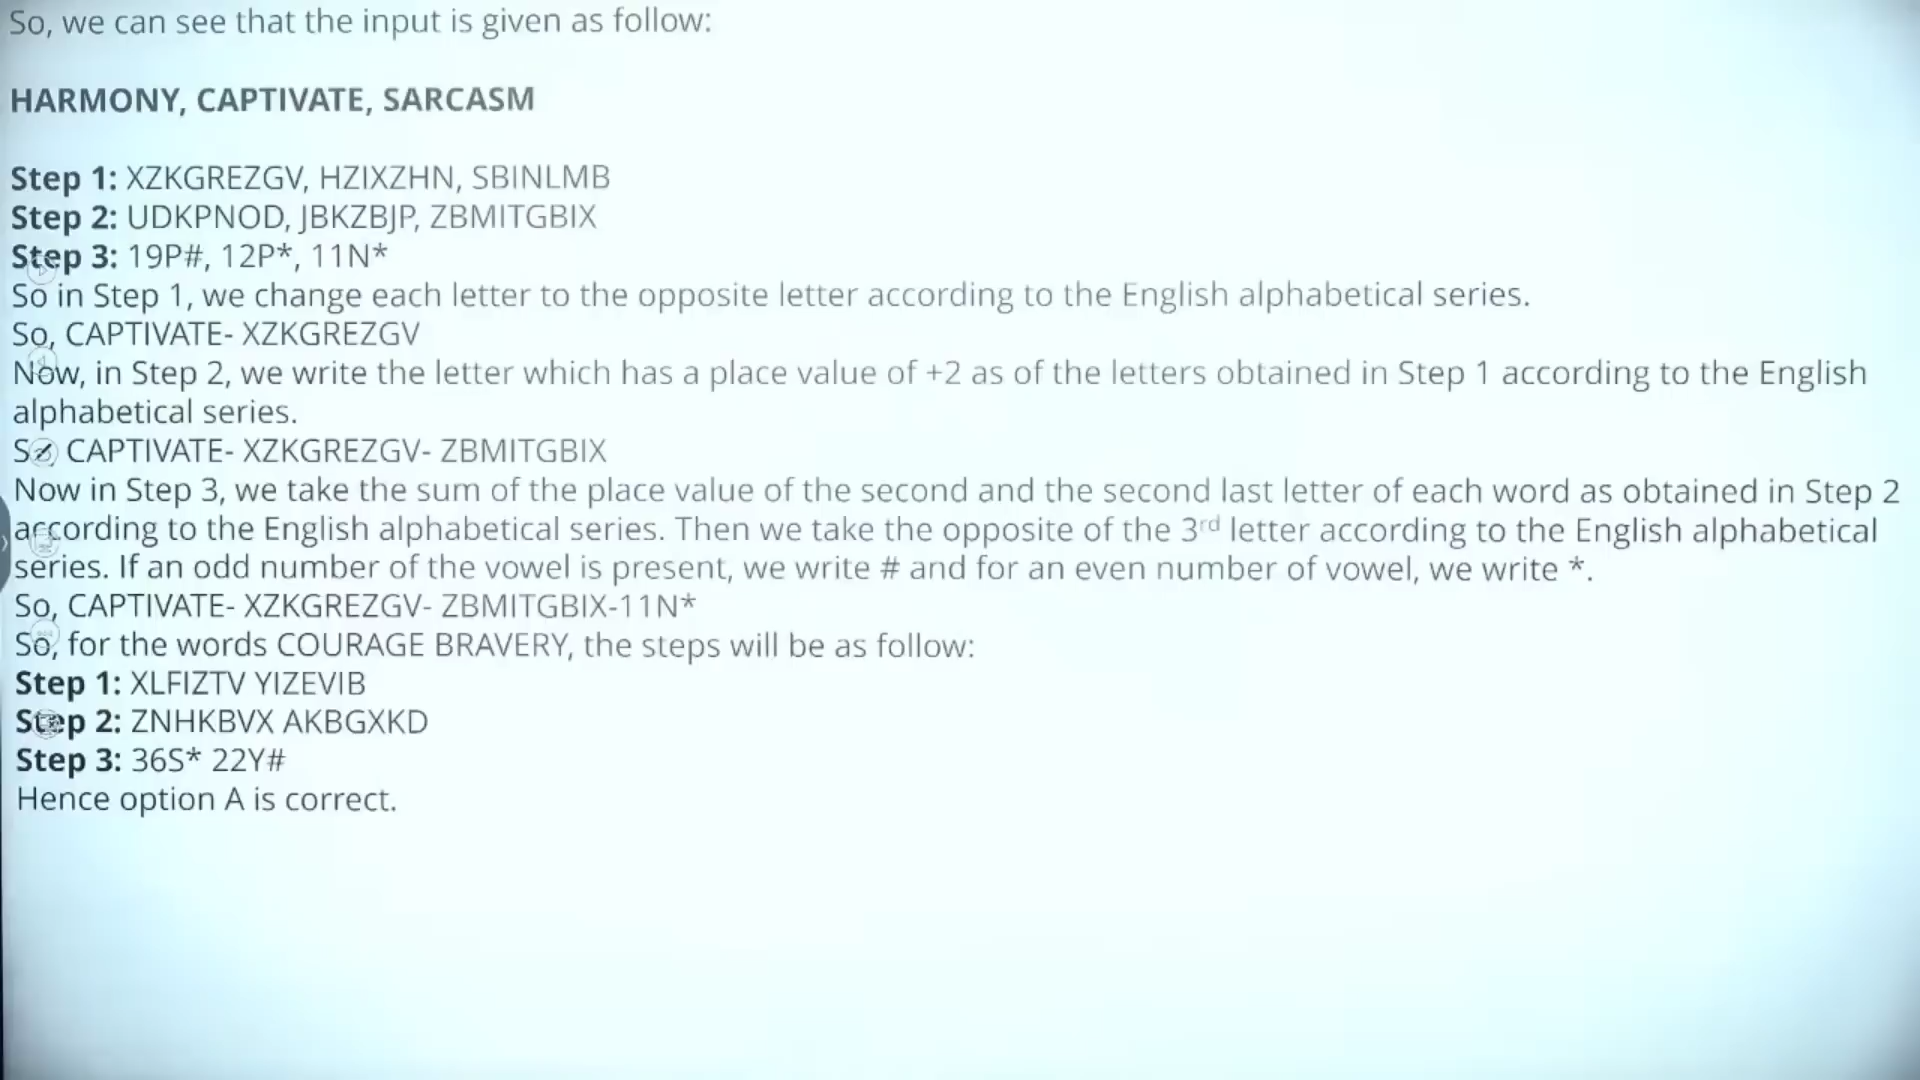 So, we can see that the input is given as follow:
HARMONY, CAPTIVATE, SARCASM
Step 1: XZKGREZGV, HZIXZHN, SBINLMB
Step 2: UDKPNOD, JBKZBJP, ZBMITGBIX
Step 3: 19P#, 12P*, 11N*
So in Step 1, we change each letter to the opposite letter according to the English alphabetical series.
So, CAPTIVATE- XZKGREZGV
Now, in Step 2, we write the letter which has a place value of +2 as of the letters obtained in Step 1 according to the English
alphabetical series.
So, CAPTIVATE- XZKGREZGV- ZBMITGBIX
Now in Step 3, we take the sum of the place value of the second and the second last letter of each word as obtained in Step 2
according to the English alphabetical series. Then we take the opposite of the 3rd letter according to the English alphabetical
series. If an odd number of the vowel is present, we write # and for an even number of vowel, we write *.
So, CAPTIVATE- XZKGREZGV- ZBMITGBIX-11N*
So, for the words COURAGE BRAVERY, the steps will be as follow:
Step 1: XLFIZTV YIZEVIB
Step 2: ZNHKBVX AKBGXKD
Step 3: 36S* 22Y#
Hence option A is correct.